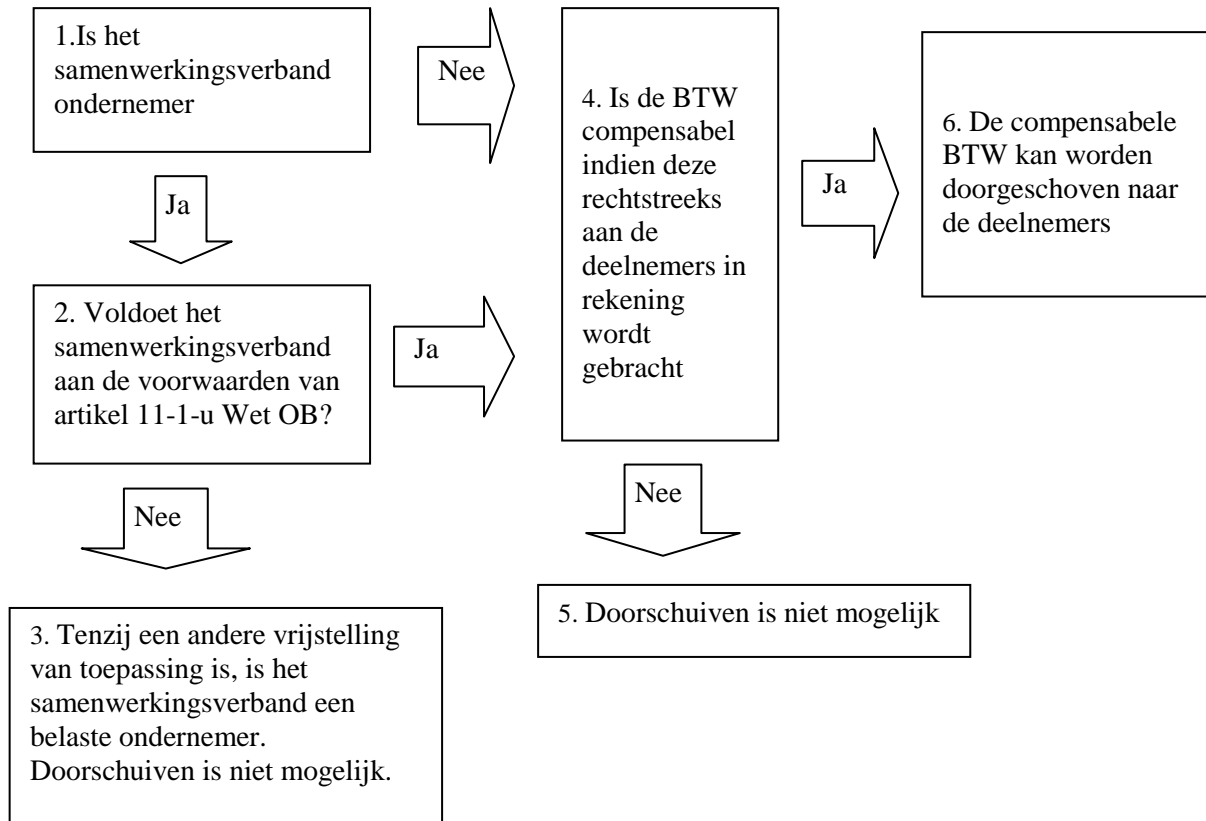 1.Is het
samenwerkingsverband
ondernemer
Nee
4. Is de BTW
compensabel
indien deze
rechtstreeks
aan de
deelnemers in
rekening
wordt
gebracht
Ja
6. De compensabele
BTW kan worden
doorgeschoven naar
de deelnemers
Ja
2. Voldoet het
samenwerkingsverband
aan de voorwaarden van
artikel 11-1-u Wet OB?
Ja
Nee
Nee
3. Tenzij een andere vrijstelling
van toepassing is, is het
samenwerkingsverband een
belaste ondernemer.
Doorschuiven is niet mogelijk.
5. Doorschuiven is niet mogelijk